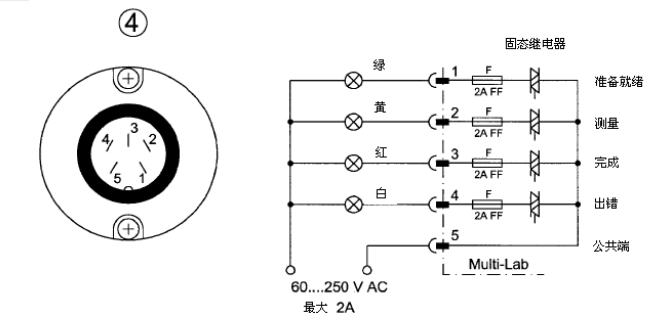 ④
3
4
2
5
1
固态继电器
绿 1 F 2A FF 准备就绪
黄 2 F 2A FF 测量
红 3 F 2A FF 完成
白 4 F 2A FF 出错
5 公共端
Multi-Lab
60....250 V AC
最大 2A